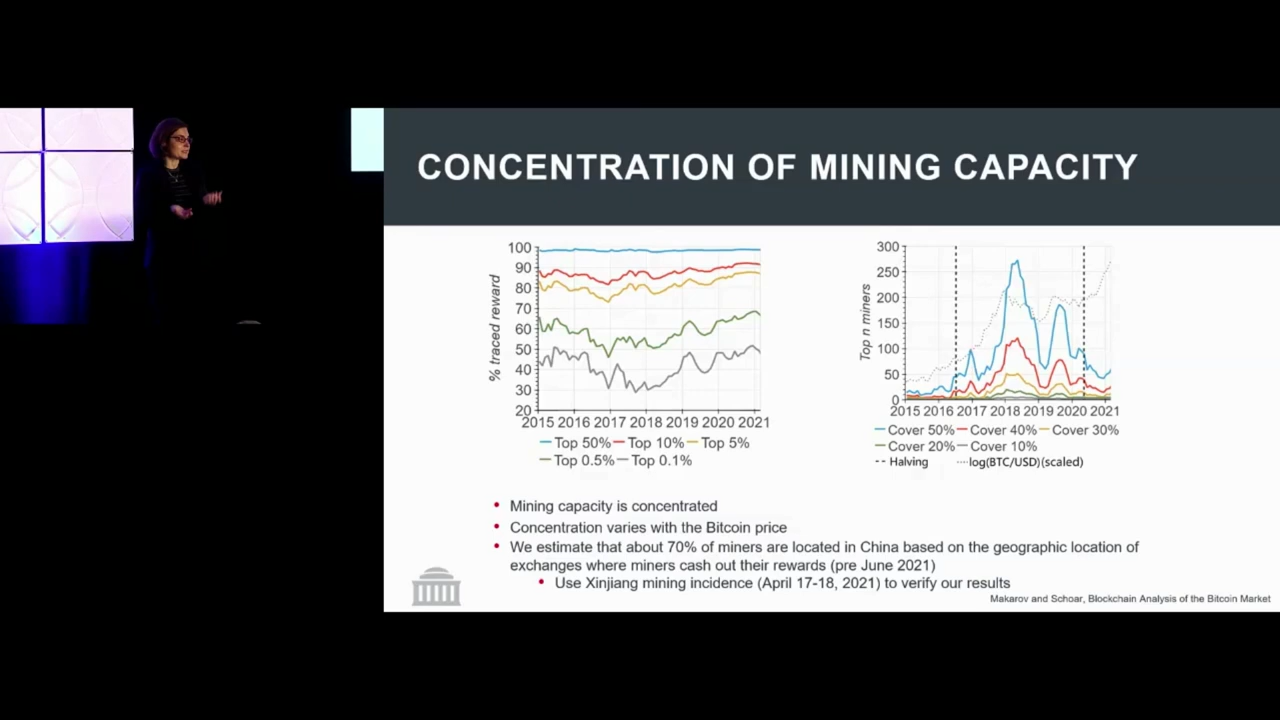 CONCENTRATION OF MINING CAPACITY
% traced reward
100
90
80
70
60
50
40
30
20
2015 2016 2017 2018 2019 2020 2021
Top 50% Top 10% Top 5%
Top 0.5% Top 0.1%
Top n miners
300
250
200
150
100
50
0
2015 2016 2017 2018 2019 2020 2021
Cover 50% Cover 40% Cover 30%
Cover 20% Cover 10%
Halving log(BTC/USD)(scaled)
• Mining capacity is concentrated
• Concentration varies with the Bitcoin price
• We estimate that about 70% of miners are located in China based on the geographic location of
exchanges where miners cash out their rewards (pre June 2021)
• Use Xinjiang mining incidence (April 17-18, 2021) to verify our results
Makarov and Schoar, Blockchain Analysis of the Bitcoin Market